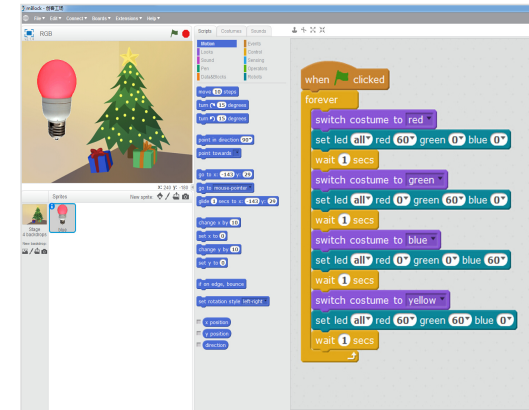 mBlock
File▾ Edit▾ Connect▾ Boards▾ Extensions▾ Help▾
RGB
Scripts Costumes Sounds
Motion Events
Looks Control
Sound Sensing
Pen Operators
Data&Blocks Robots
move 10 steps
turn 15 degrees
turn 15 degrees
point in direction 90▾
point towards
go to x: -143 y: 29
go to mouse-pointer
glide 1 secs to x: -143 y: 29
change x by 10
set x to 0
change y by 10
set y to 0
if on edge, bounce
set rotation style left-right
x position
y position
direction
Sprites New sprite:
Stage
New backdrop:
when clicked
forever
switch costume to red
set led all▾ red 60▾ green 0▾ blue 0▾
wait 1 secs
switch costume to green
set led all▾ red 0▾ green 60▾ blue 0▾
wait 1 secs
switch costume to blue
set led all▾ red 0▾ green 0▾ blue 60▾
wait 1 secs
switch costume to yellow
set led all▾ red 60▾ green 60▾ blue 0▾
wait 1 secs